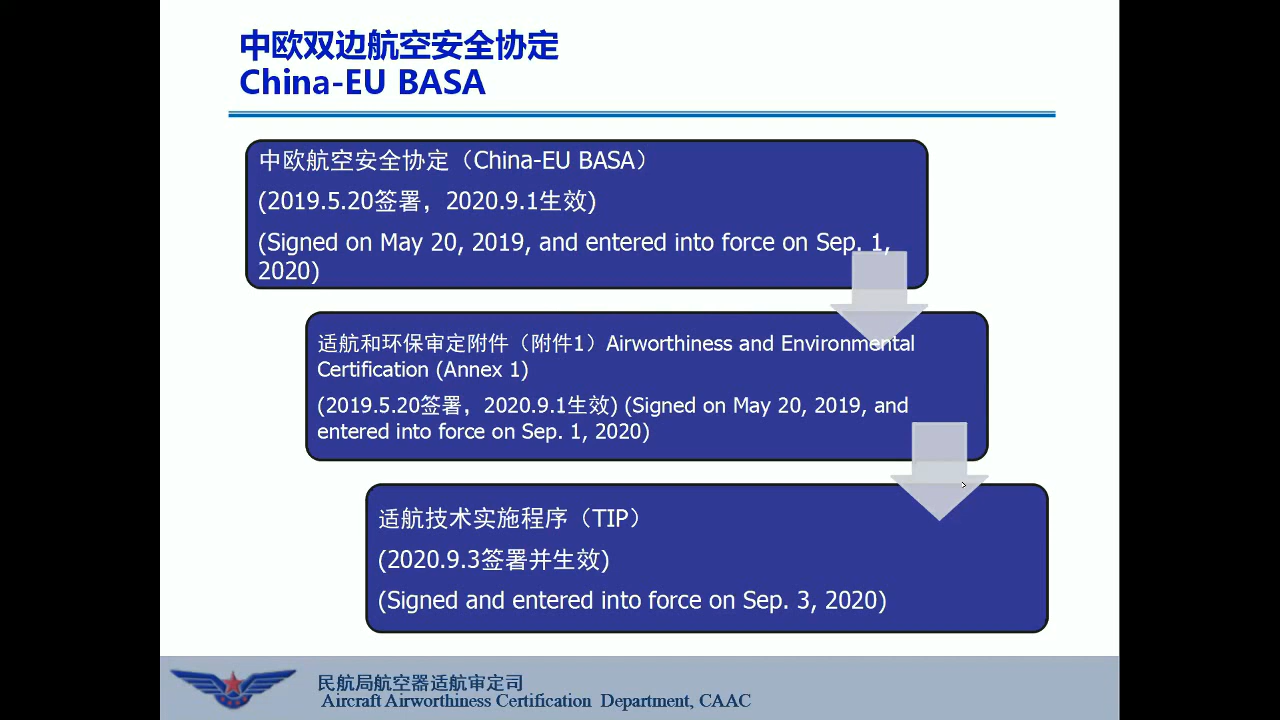 中欧双边航空安全协定
China-EU BASA
中欧航空安全协定（China-EU BASA）
(2019.5.20签署，2020.9.1生效)
(Signed on May 20, 2019, and entered into force on Sep. 1,
2020)
适航和环保审定附件（附件1）Airworthiness and Environmental
Certification (Annex 1)
(2019.5.20签署，2020.9.1生效) (Signed on May 20, 2019, and
entered into force on Sep. 1, 2020)
适航技术实施程序（TIP）
(2020.9.3签署并生效)
(Signed and entered into force on Sep. 3, 2020)
民航局航空器适航审定司
Aircraft Airworthiness Certification Department, CAAC